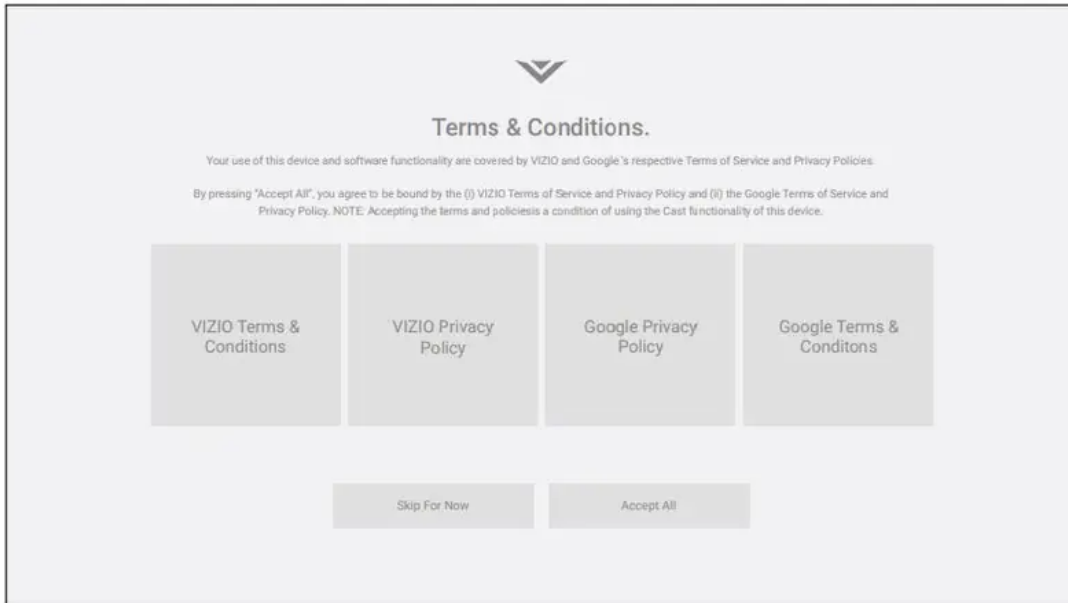 Terms & Conditions.
Your use of this device and software functionality are covered by VIZIO and Google`s respective Terms of Service and Privacy Policies
By pressing "Accept All", you agree to be bound by the (i) VIZIO Terms of Service and Privacy Policy and (ii) the Google Terms of Service and
Privacy Policy. NOTE: Accepting the terms and policiesis a condition of using the Cast functionality of this device.
VIZIO Terms &
Conditions
VIZIO Privacy
Policy
Google Privacy
Policy
Google Terms &
Conditons
Skip For Now
Accept All